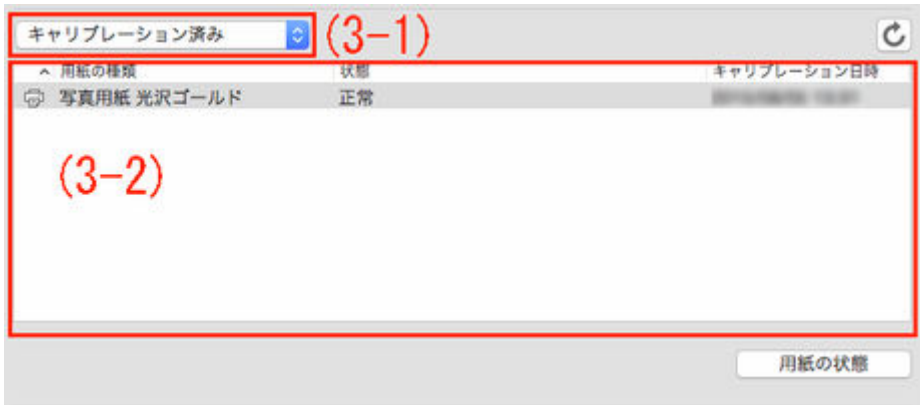 キャリブレーション済み (3-1)
用紙の種類 状態 キャリブレーション日時
写真用紙 光沢ゴールド 正常
(3-2)
用紙の状態